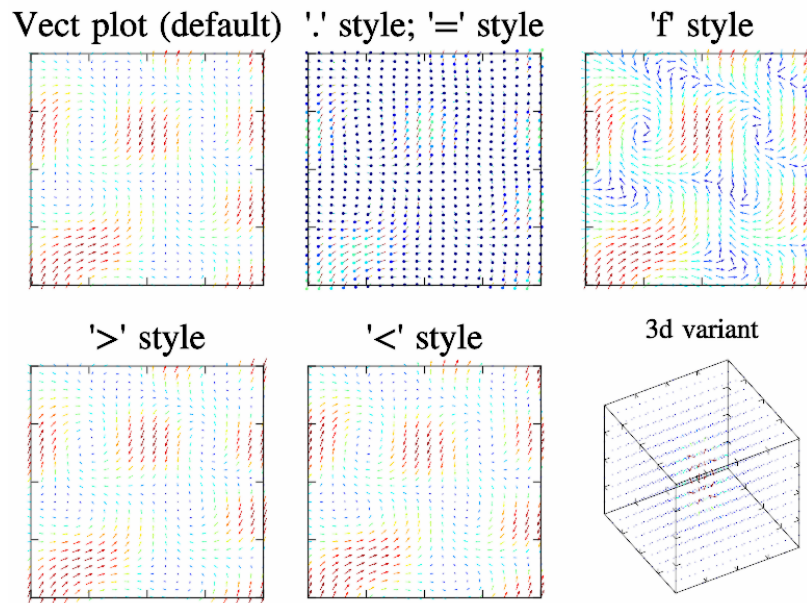 Vect plot (default)
'.' style; '=' style
'f' style
'>' style
'<' style
3d variant